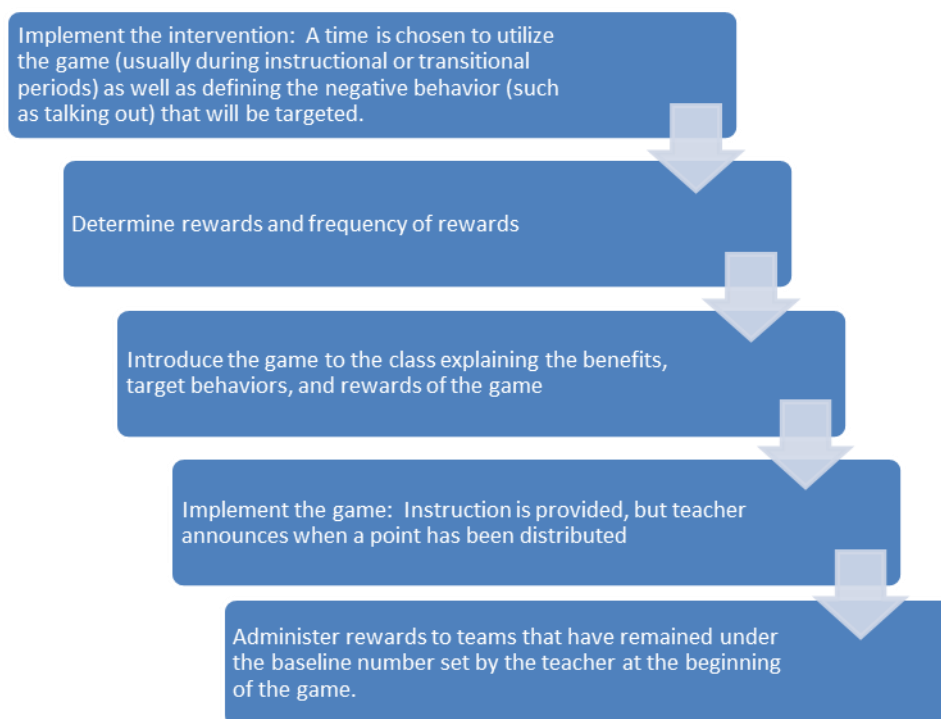 Implement the intervention:  A time is chosen to utilize
the game (usually during instructional or transitional
periods) as well as defining the negative behavior (such
as talking out) that will be targeted.
Determine rewards and frequency of rewards
Introduce the game to the class explaining the benefits,
target behaviors, and rewards of the game
Implement the game:  Instruction is provided, but teacher
announces when a point has been distributed
Administer rewards to teams that have remained under
the baseline number set by the teacher at the beginning
of the game.